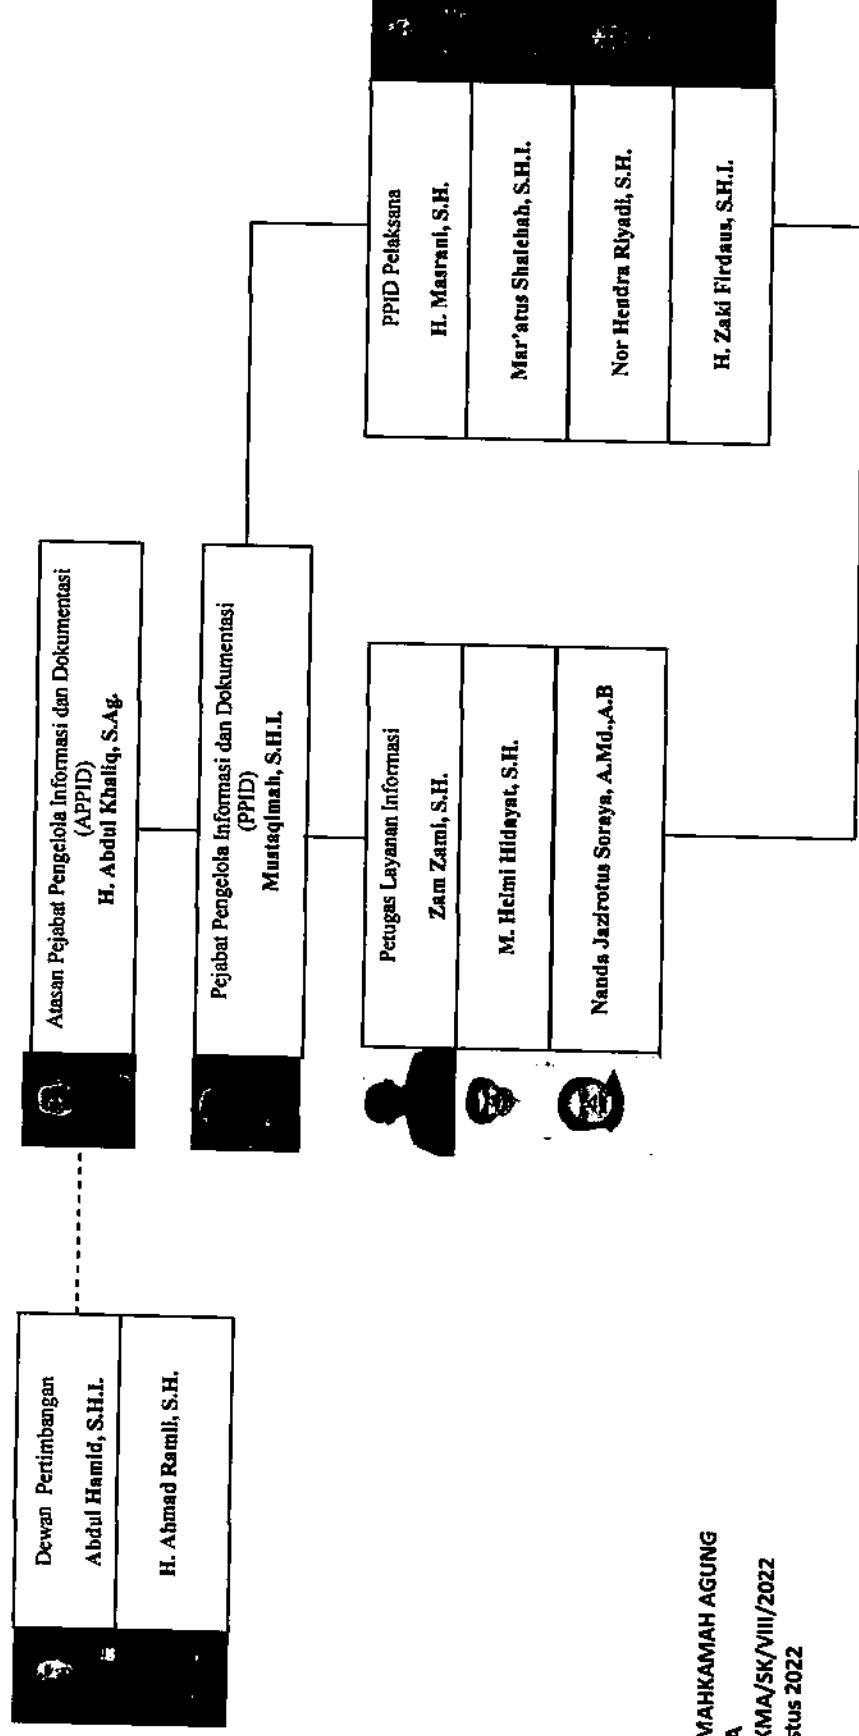 Dewan Pertimbangan
Abdul Hamid, S.H.I.
H. Ahmad Ramli, S.H.
Atasan Pejabat Pengelola Informasi dan Dokumentasi
(APPID)
H. Abdul Khaliq, S.Ag.
Pejabat Pengelola Informasi dan Dokumentasi
(PPID)
Mustaqimah, S.H.I.
Petugas Layanan Informasi
Zam Zami, S.H.
M. Helmi Hidayat, S.H.
Nanda Jazirotus Soraya, A.Md.,A.B
PPID Pelaksana
H. Masrani, S.H.
Mar'atus Shalehah, S.H.I.
Nor Hendra Riyadi, S.H.
H. Zaki Firdaus, S.H.I.
MAHKAMAH AGUNG
A
KMA/SK/VIII/2022
stus 2022